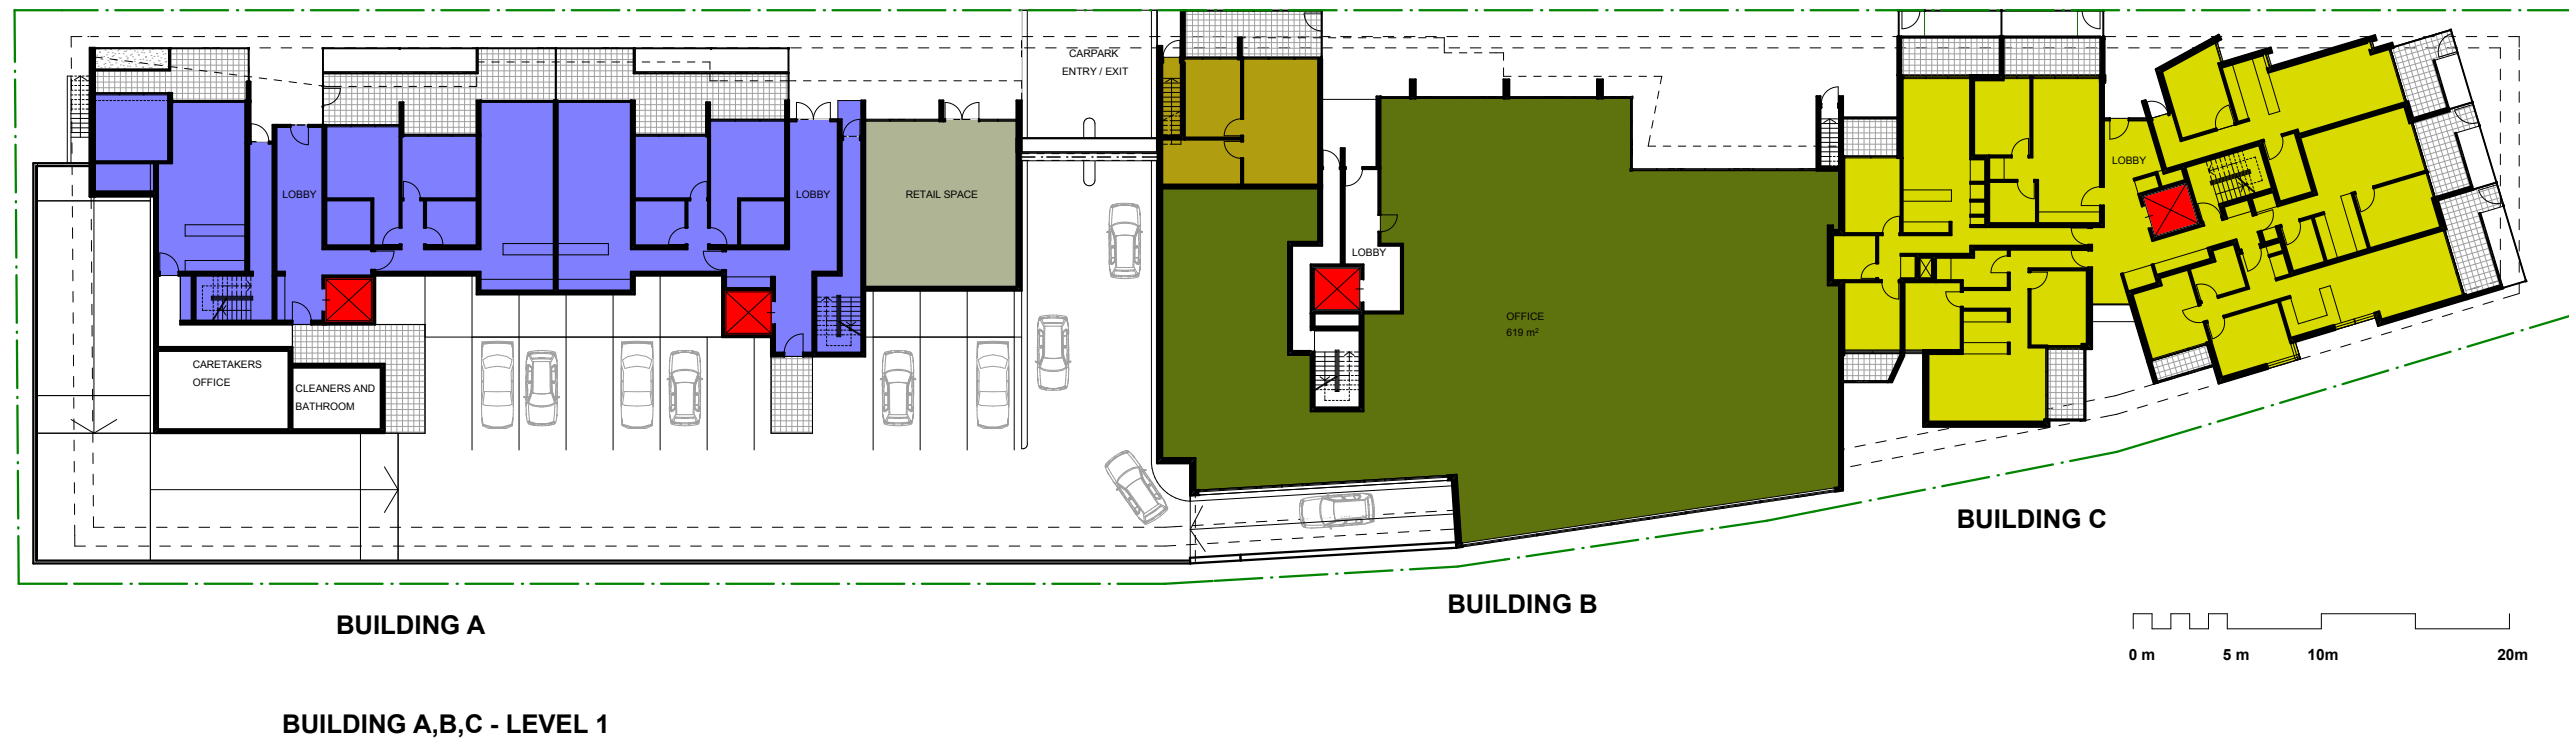 CARPARK
ENTRY / EXIT
LOBBY
LOBBY
RETAIL SPACE
LOBBY
LOBBY
OFFICE
619 m²
CARETAKERS
OFFICE
CLEANERS AND
BATHROOM
BUILDING C
BUILDING B
BUILDING A
0 m 5 m 10m 20m
BUILDING A,B,C - LEVEL 1